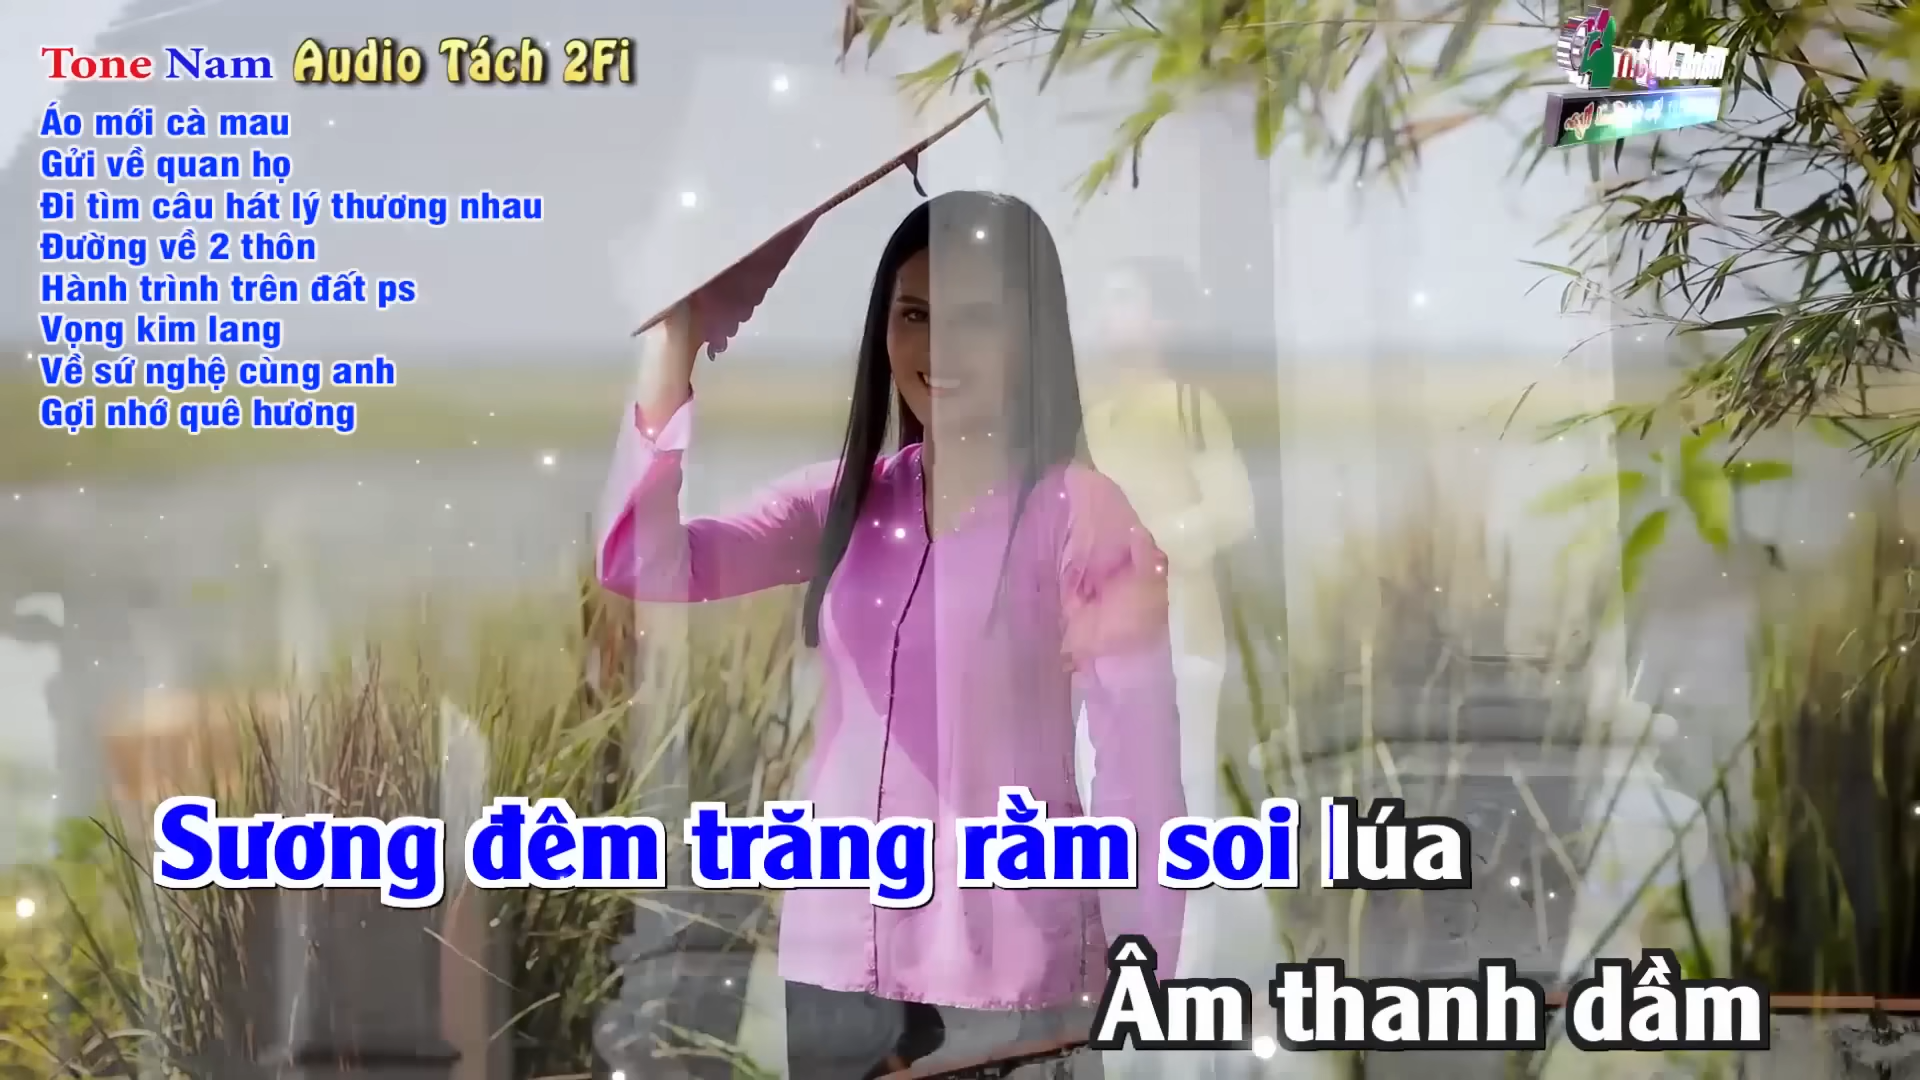 Tone Nam Audio Tách 2Fi
Áo mới cà mau
Gửi về quan họ
Đi tìm câu hát lý thương nhau
Đường về 2 thôn
Hành trình trên đất ps
Vọng kim lang
Về sứ nghệ cùng anh
Gợi nhớ quê hương
Sương đêm trăng rằm soi lúa
Âm thanh dầm